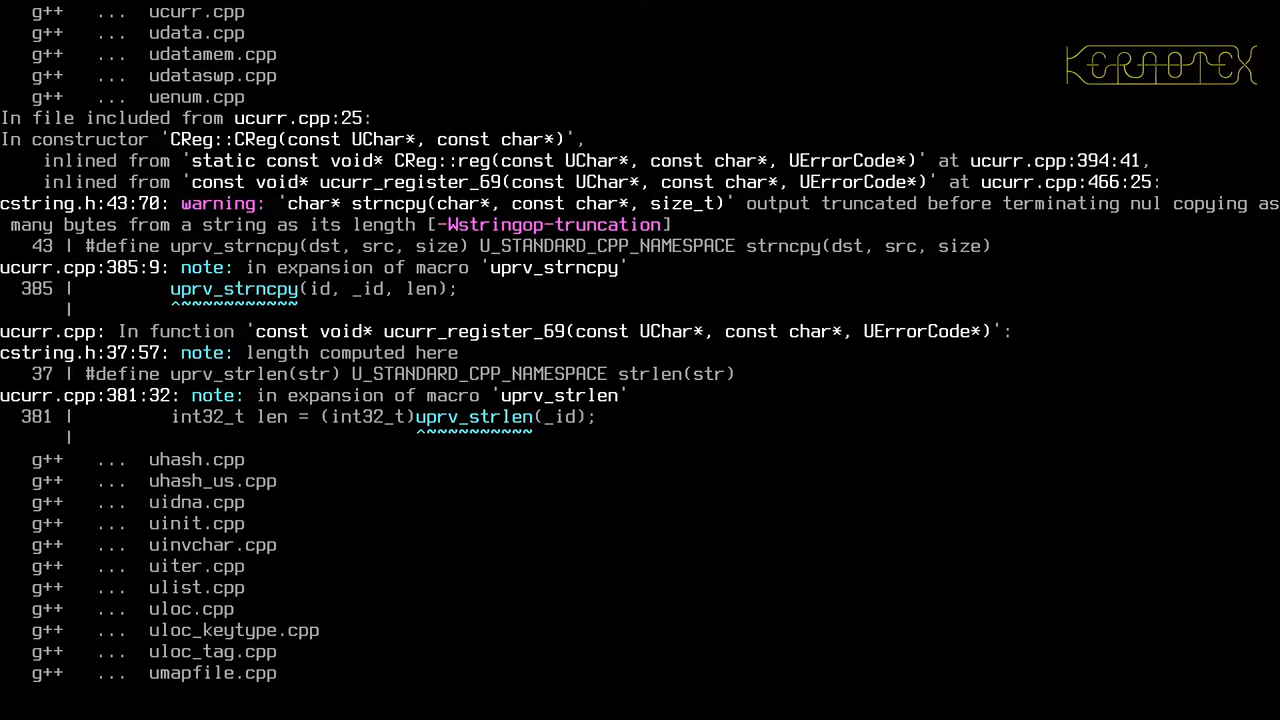 g++   ...  ucurr.cpp
KERNOTEX
g++   ...  udata.cpp
g++   ...  udatamem.cpp
g++   ...  udataswp.cpp
g++   ...  uenum.cpp
In file included from ucurr.cpp:25:
In constructor 'CReg::CReg(const UChar*, const char*)',
    inlined from 'static const void* CReg::reg(const UChar*, const char*, UErrorCode*)' at ucurr.cpp:394:41,
    inlined from 'const void* ucurr_register_69(const UChar*, const char*, UErrorCode*)' at ucurr.cpp:466:25:
cstring.h:43:70: warning: 'char* strncpy(char*, const char*, size_t)' output truncated before terminating nul copying as
many bytes from a string as its length [-Wstringop-truncation]
  43 | #define uprv_strncpy(dst, src, size) U_STANDARD_CPP_NAMESPACE strncpy(dst, src, size)
ucurr.cpp:385:9: note: in expansion of macro 'uprv_strncpy'
  385 |         uprv_strncpy(id, _id, len);
      |         ^~~~~~~~~~~~
ucurr.cpp: In function 'const void* ucurr_register_69(const UChar*, const char*, UErrorCode*)':
cstring.h:37:57: note: length computed here
   37 | #define uprv_strlen(str) U_STANDARD_CPP_NAMESPACE strlen(str)
ucurr.cpp:381:32: note: in expansion of macro 'uprv_strlen'
  381 |         int32_t len = (int32_t)uprv_strlen(_id);
      |                                ^~~~~~~~~~~
g++   ...  uhash.cpp
g++   ...  uhash_us.cpp
g++   ...  uidna.cpp
g++   ...  uinit.cpp
g++   ...  uinvchar.cpp
g++   ...  uiter.cpp
g++   ...  ulist.cpp
g++   ...  uloc.cpp
g++   ...  uloc_keytype.cpp
g++   ...  uloc_tag.cpp
g++   ...  umapfile.cpp